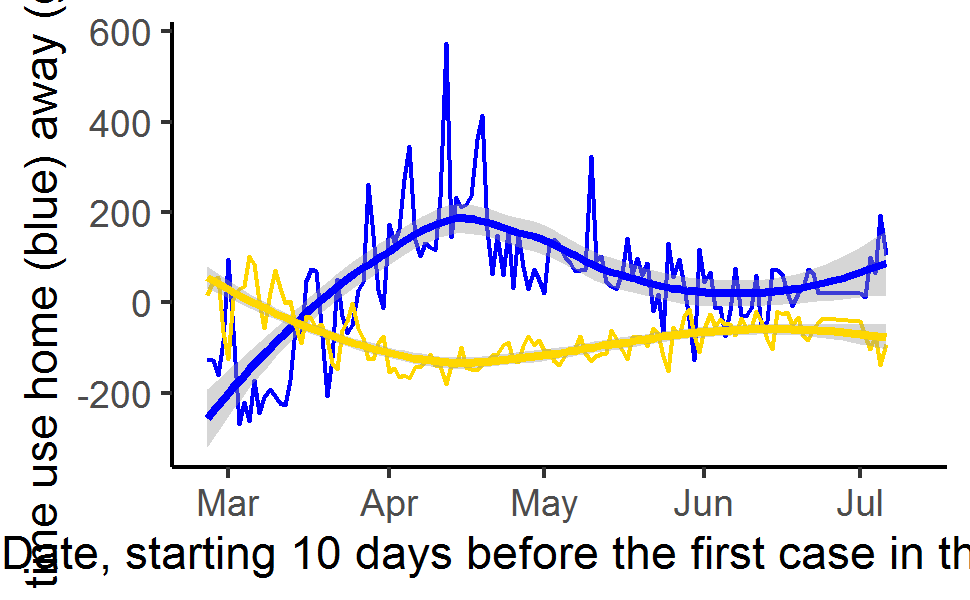 time use home (blue) away (
600
400
200
0
-200
Mar Apr May Jun Jul
Date, starting 10 days before the first case in th